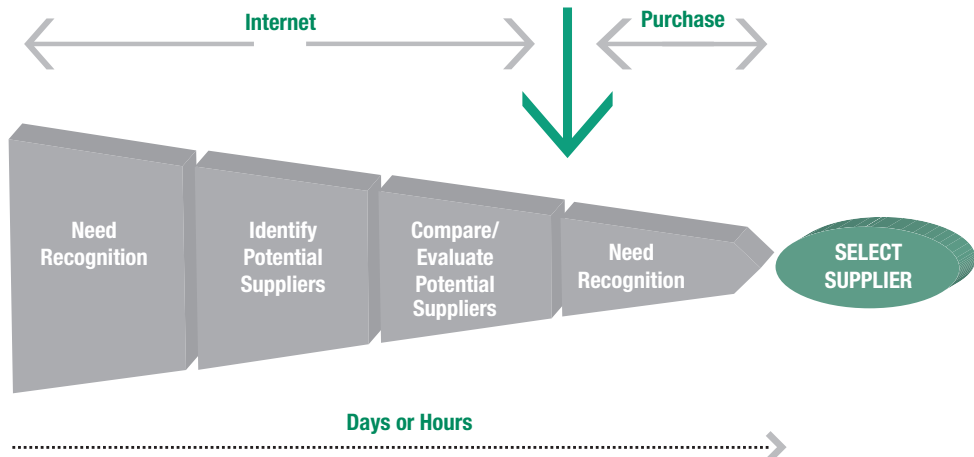 Internet
Purchase
Need
Recognition
Identify
Potential
Suppliers
Compare/
Evaluate
Potential
Suppliers
Need
Recognition
SELECT
SUPPLIER
Days or Hours